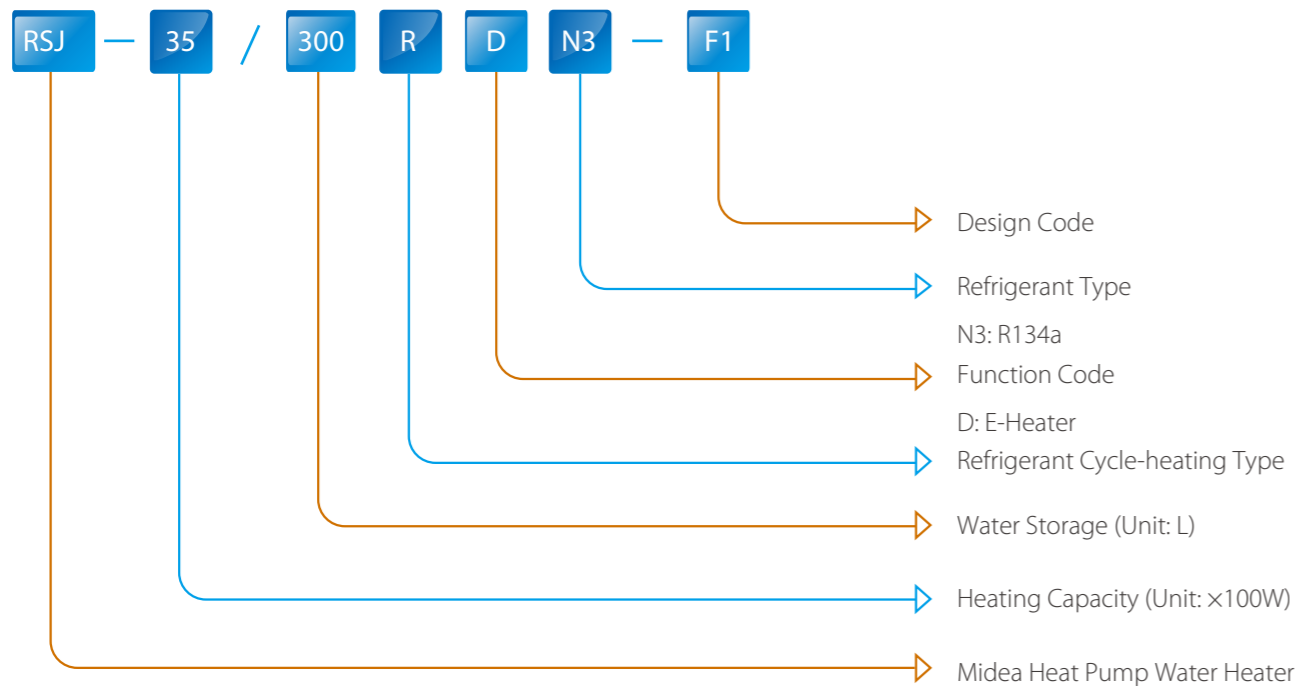 RSJ — 35 / 300 R D N3 — F1
Design Code
Refrigerant Type
N3: R134a
Function Code
D: E-Heater
Refrigerant Cycle-heating Type
Water Storage (Unit: L)
Heating Capacity (Unit: ×100W)
Midea Heat Pump Water Heater